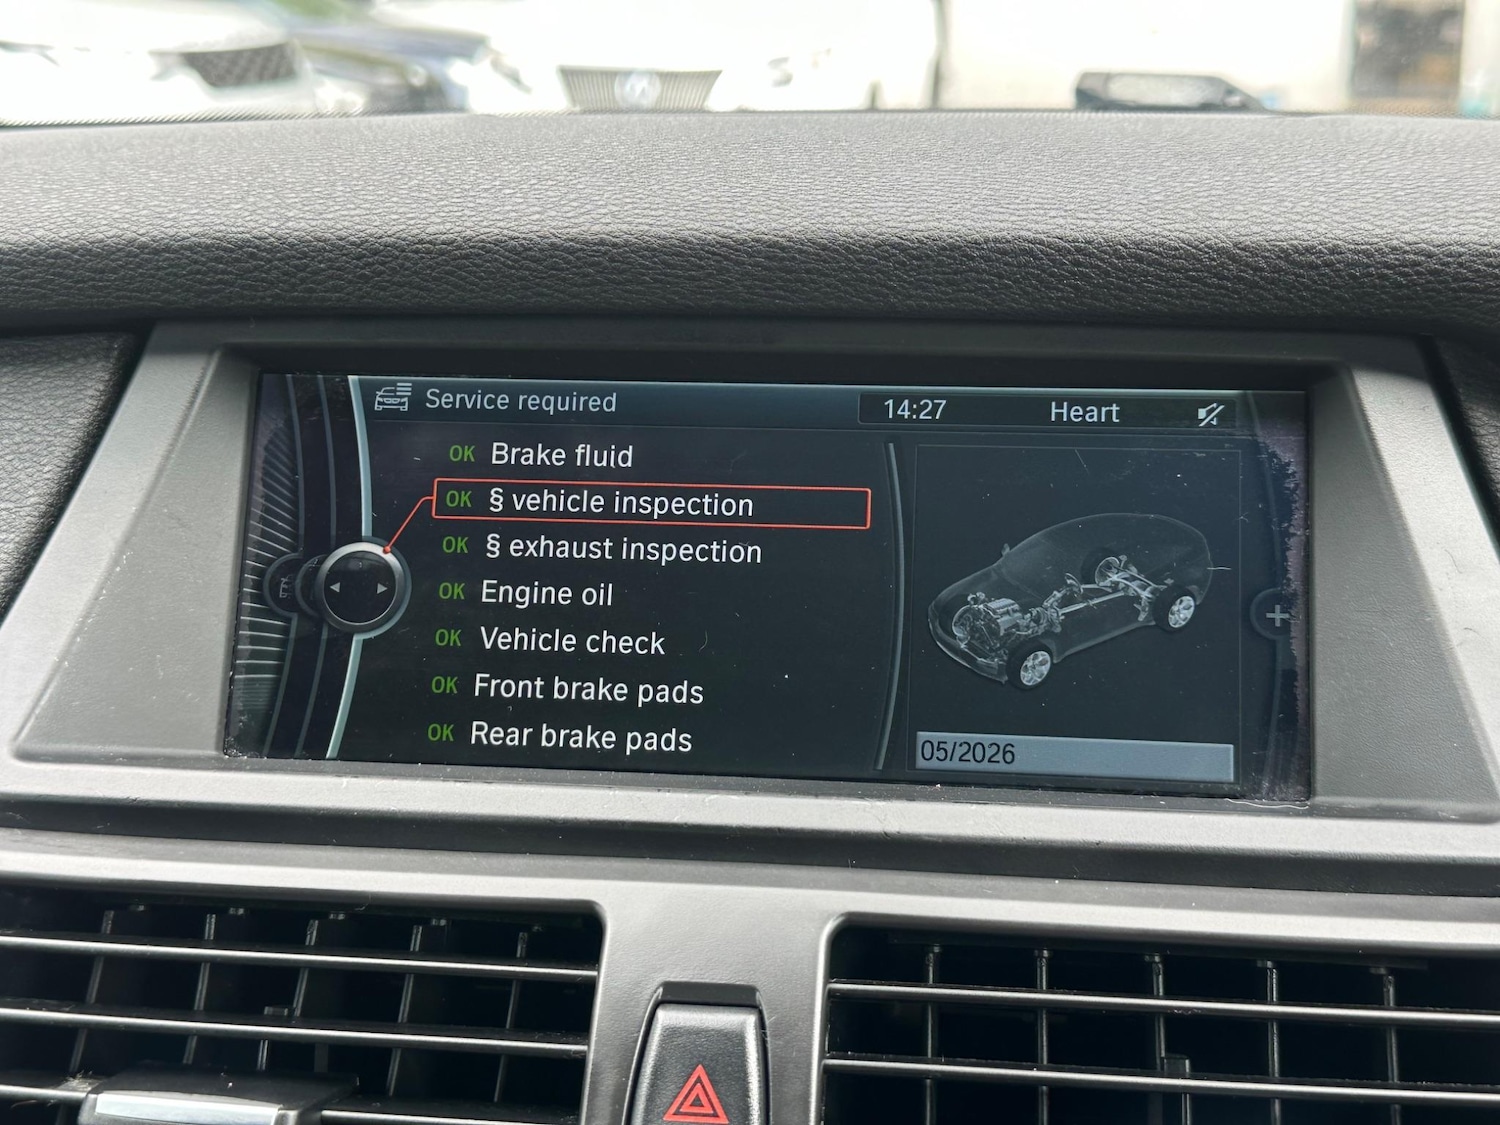 Service required
14:27
Heart
OK Brake fluid
OK § vehicle inspection
OK § exhaust inspection
OK Engine oil
OK Vehicle check
OK Front brake pads
OK Rear brake pads
05/2026